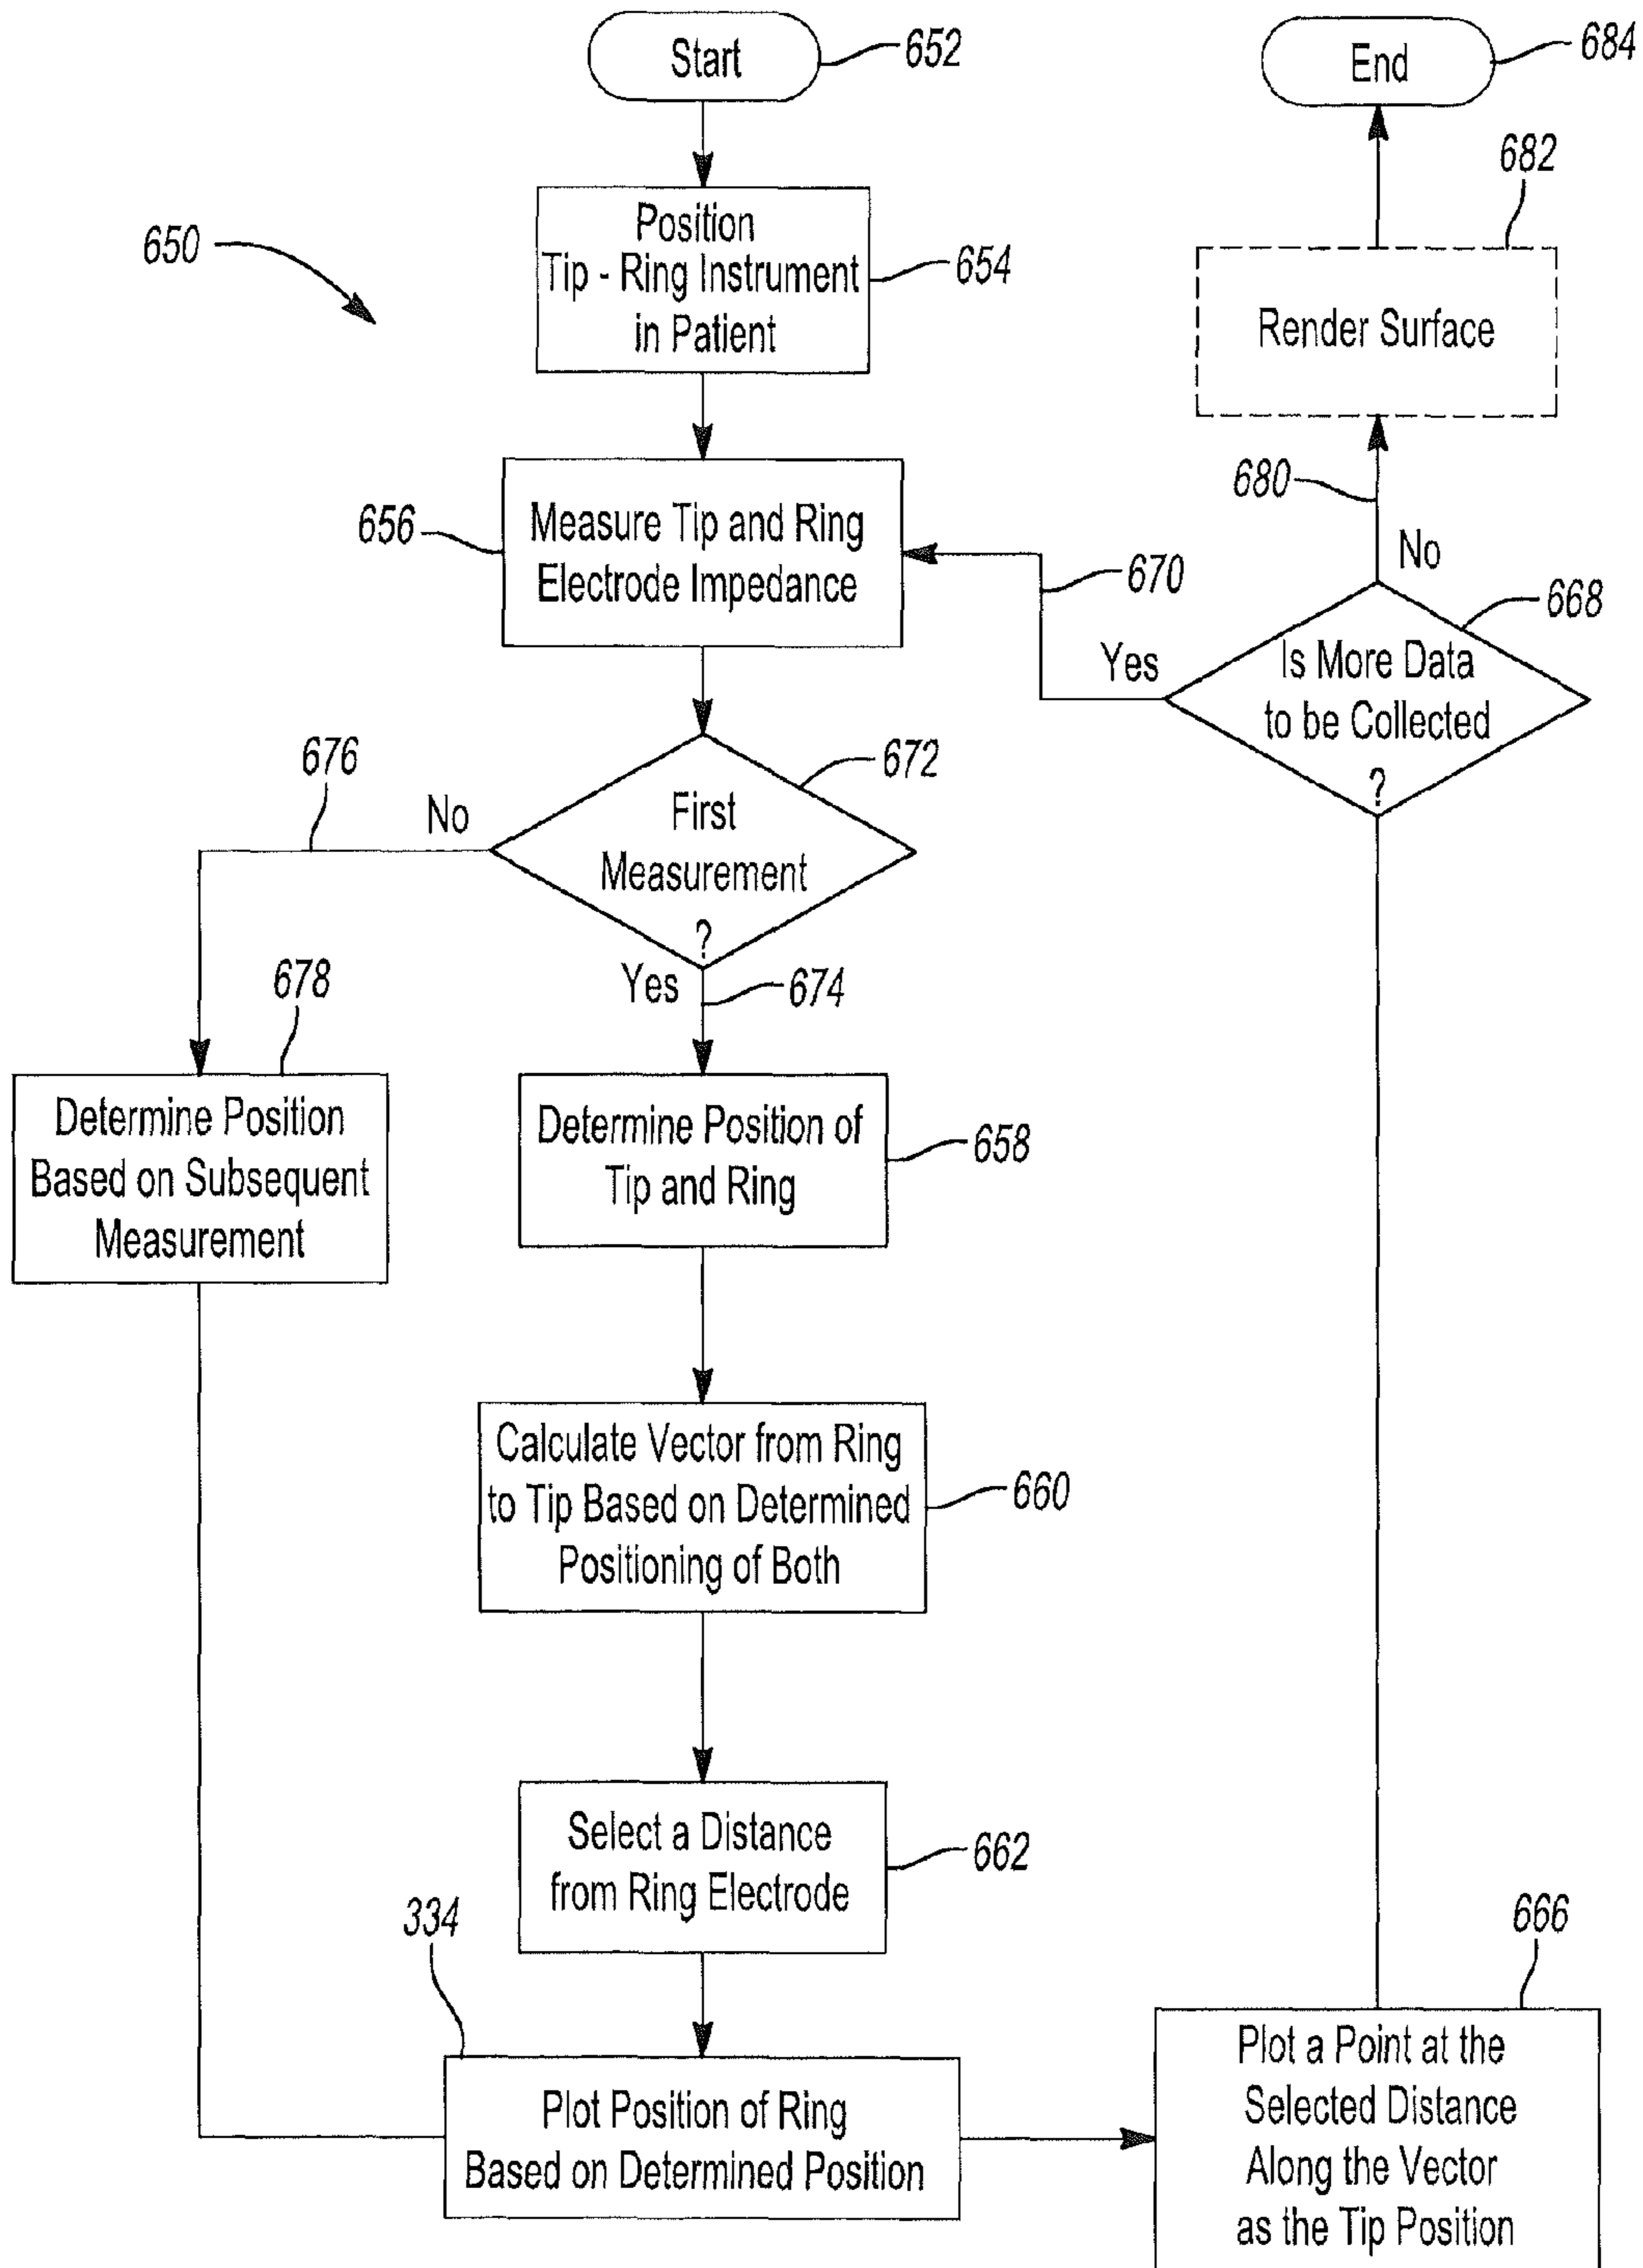 Start
652
End
684
682
650
Position
Tip - Ring Instrument
in Patient
654
Render Surface
680
No
656
Measure Tip and Ring
Electrode Impedance
670
668
Yes
Is More Data
to be Collected
?
676
No
672
First
Measurement
?
Yes
674
678
Determine Position
Based on Subsequent
Measurement
Determine Position of
Tip and Ring
658
Calculate Vector from Ring
to Tip Based on Determined
Positioning of Both
660
Select a Distance
from Ring Electrode
662
334
Plot Position of Ring
Based on Determined Position
666
Plot a Point at the
Selected Distance
Along the Vector
as the Tip Position